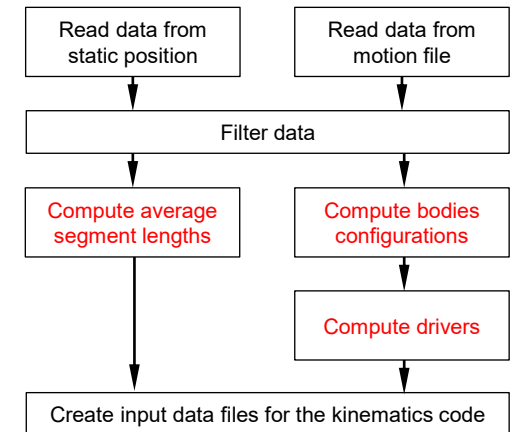 Read data from
static position
Read data from
motion file
Filter data
Compute average
segment lengths
Compute bodies
configurations
Compute drivers
Create input data files for the kinematics code